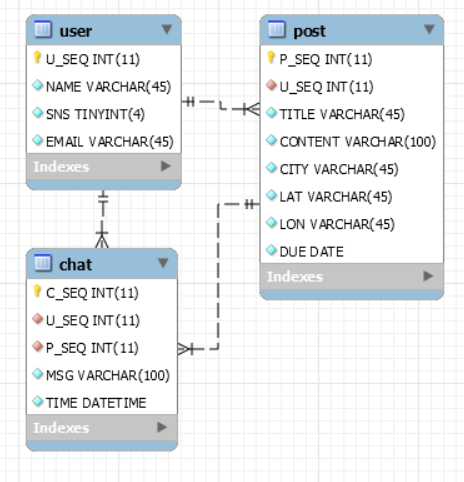 user
U_SEQ INT(11)
NAME VARCHAR(45)
SNS TINYINT(4)
EMAIL VARCHAR(45)
Indexes
post
P_SEQ INT(11)
U_SEQ INT(11)
TITLE VARCHAR(45)
CONTENT VARCHAR(100)
CITY VARCHAR(45)
LAT VARCHAR(45)
LON VARCHAR(45)
DUE DATE
Indexes
chat
C_SEQ INT(11)
U_SEQ INT(11)
P_SEQ INT(11)
MSG VARCHAR(100)
TIME DATETIME
Indexes